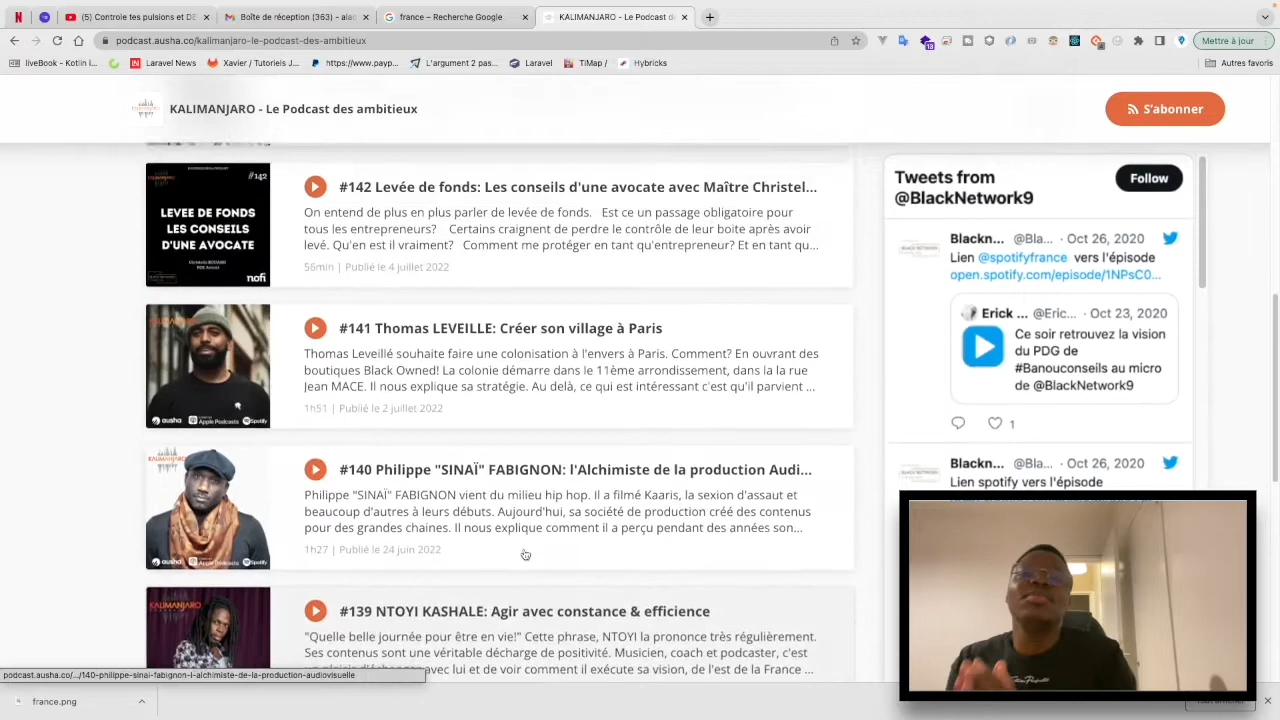 (2) Contrôle tes pulsions et DE
Boîte de réception (363) – alad
france - Recherche Google
KALIMANJARO - Le Podcast de
podcast.ausha.co/kalimanjaro-le-podcast-des-ambitieux
Mettre à jour
liveBook · Kotlin I...
Laravel News
Xavier / Tutoriels J...
https://www.payp...
L'argument 2 pas...
Laravel
TiMap /
Hybricks
Autres favoris
KALIMANJARO - Le Podcast des ambitieux
S'abonner
#142
LEVEE DE FONDS
LES CONSEILS
D'UNE AVOCATE
nofi
#142 Levée de fonds: Les conseils d'une avocate avec Maître Christel...
On entend de plus en plus parler de levée de fonds. Est ce un passage obligatoire pour
tous les entrepreneurs? Certains craignent de perdre le contrôle de leur boite après avoir
levé. Qu'en est il vraiment? Comment me protéger en tant qu'entrepreneur? Et en tant qu...
56min | Publié le 4 juillet 2022
ausha Apple Podcasts Spotify
#141 Thomas LEVEILLE: Créer son village à Paris
Thomas Leveillé souhaite faire une colonisation à l'envers à Paris. Comment? En ouvrant des
boutiques Black Owned! La colonie démarre dans le 11ème arrondissement, dans la la rue
Jean MACE. Il nous explique sa stratégie. Au delà, ce qui est intéressant c'est qu'il parvient ...
1h51 | Publié le 2 juillet 2022
KALIMANJARO
ausha Apple Podcasts Spotify
#140 Philippe "SINAÏ" FABIGNON: l'Alchimiste de la production Audi...
Philippe "SINAÏ" FABIGNON vient du milieu hip hop. Il a filmé Kaaris, la sexion d'assaut et
beaucoup d'autres à leurs débuts. Aujourd'hui, sa société de production créé des contenus
pour des grandes chaines. Il nous explique comment il a perçu pendant des années son...
1h27 | Publié le 24 juin 2022
KALIMANJARO
#139 NTOYI KASHALE: Agir avec constance & efficience
"Quelle belle journée pour être en vie!" Cette phrase, NTOYI la prononce très régulièrement.
Ses contenus sont une véritable décharge de positivité. Musicien, coach et podcaster, c'est
avec lui et de voir comment il exécute sa vision, de l'est de la France ...
Tweets from
@BlackNetwork9
Follow
Blackn... @Bla... · Oct 26, 2020
Lien @spotifyfrance vers l'épisode
open.spotify.com/episode/1NPsC0...
Erick ... @Eric... · Oct 23, 2020
Ce soir retrouvez la vision
du PDG de
#Banouconseils au micro
de @BlackNetwork9
1
Blackn... @Bla... · Oct 26, 2020
Lien spotify vers l'épisode
podcast.ausha.co/.../140-philippe-sinai-fabignon-l-alchimiste-de-la-production-audiovisuelle
france.png